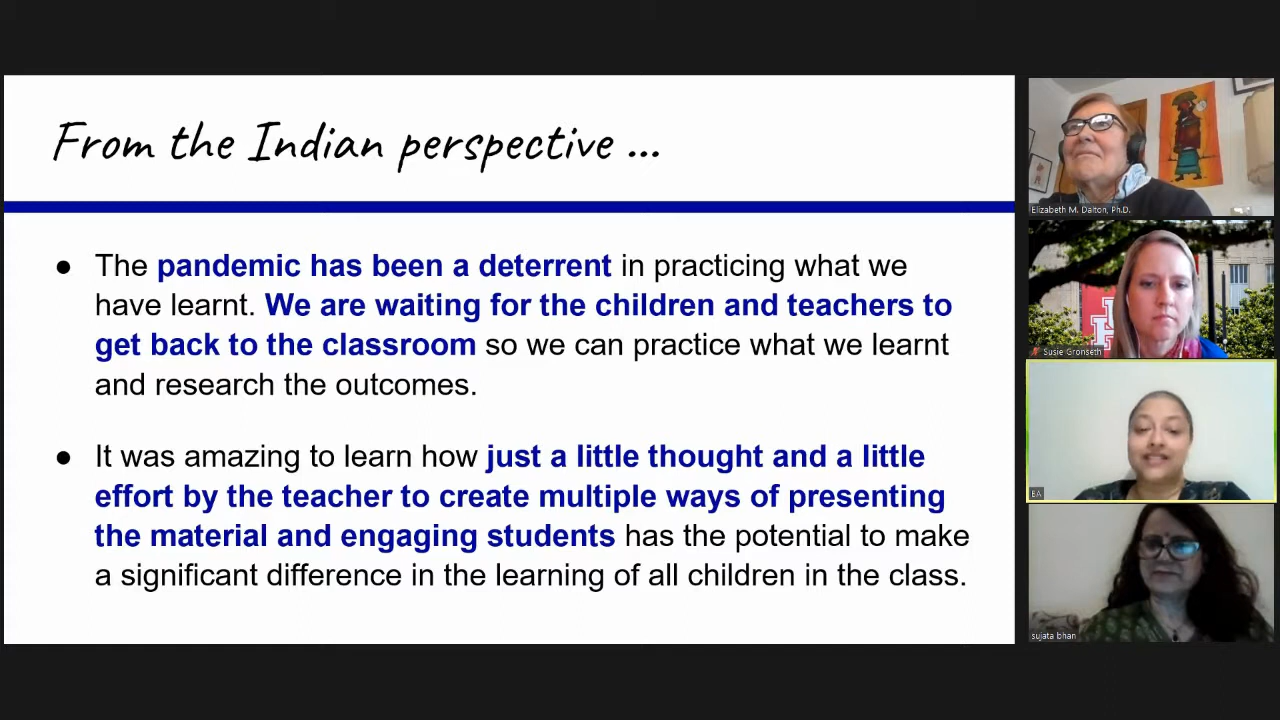 From the Indian perspective ...
● The pandemic has been a deterrent in practicing what we
have learnt. We are waiting for the children and teachers to
get back to the classroom so we can practice what we learnt
and research the outcomes.
● It was amazing to learn how just a little thought and a little
effort by the teacher to create multiple ways of presenting
the material and engaging students has the potential to make
a significant difference in the learning of all children in the class.
Elizabeth M. Dalton, Ph.D.
Susie Gronseth
EA
sujata bhan